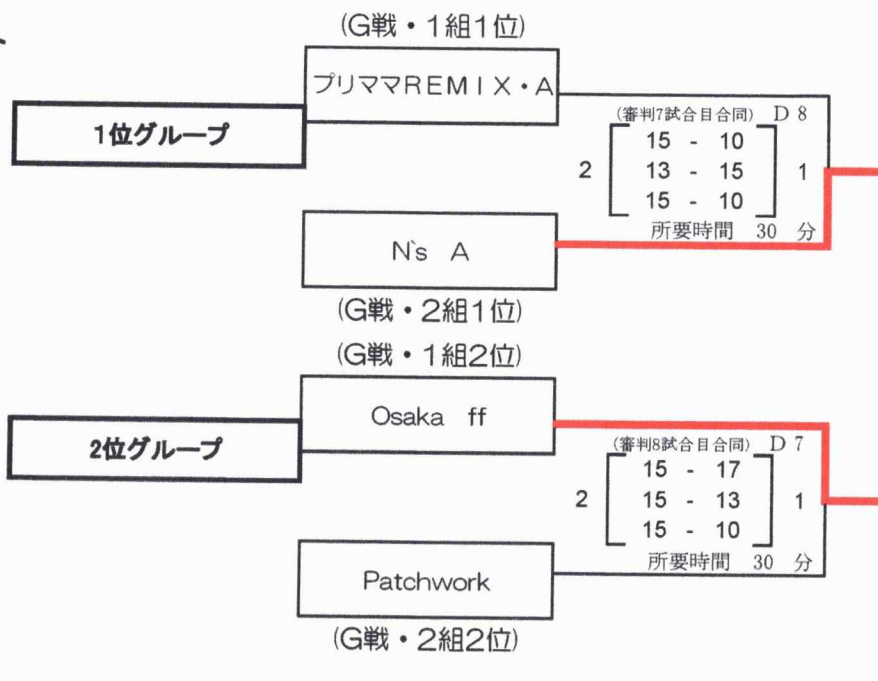 (G戦・1組1位)
プリママREMIX・A
1位グループ
(審判7試合目合同) D 8
15 - 10
2 13 - 15 1
15 - 10
所要時間 30 分
N's A
(G戦・2組1位)
(G戦・1組2位)
Osaka ff
2位グループ
(審判8試合目合同) D 7
15 - 17
2 15 - 13 1
15 - 10
所要時間 30 分
Patchwork
(G戦・2組2位)